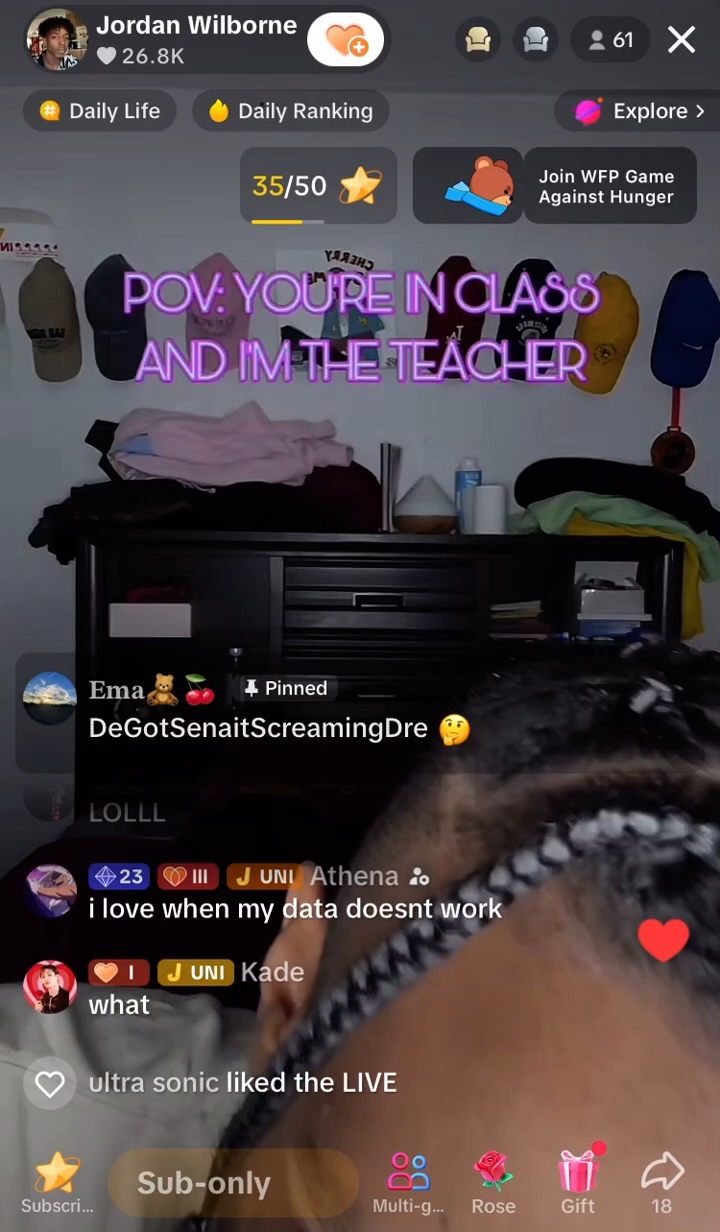 Jordan Wilborne
26.8K
61
Daily Life
Daily Ranking
Explore
35/50
Join WFP Game
Against Hunger
POV: YOU'RE IN CLASS
AND I'M THE TEACHER
Ema Pinned
DeGotSenaitScreamingDre
LOLLL
23 III J UNI Athena
i love when my data doesnt work
I J UNI Kade
what
ultra sonic liked the LIVE
Subscri...
Sub-only
Multi-g...
Rose
Gift
18